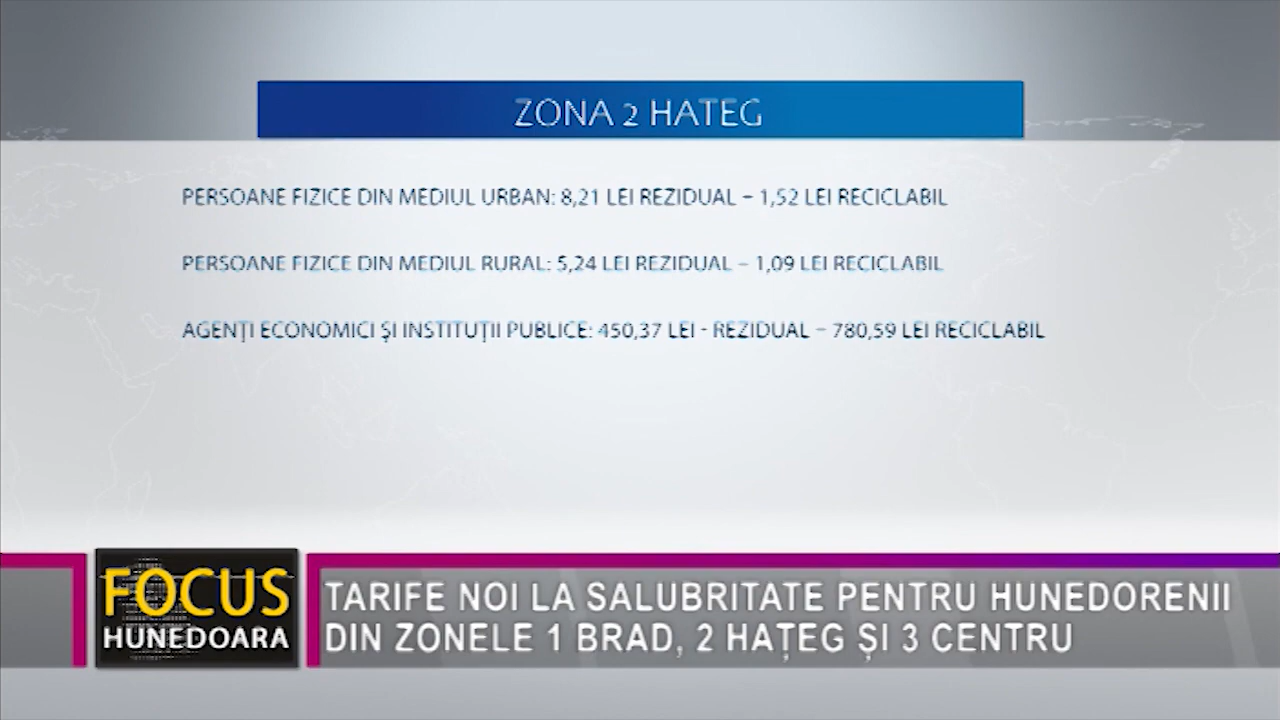 ZONA 2 HATEG
PERSOANE FIZICE DIN MEDIUL URBAN: 8,21 LEI REZIDUAL – 1,52 LEI RECICLABIL
PERSOANE FIZICE DIN MEDIUL RURAL: 5,24 LEI REZIDUAL – 1,09 LEI RECICLABIL
AGENȚI ECONOMICI ȘI INSTITUȚII PUBLICE: 450,37 LEI - REZIDUAL – 780,59 LEI RECICLABIL
FOCUS
HUNEDOARA
TARIFE NOI LA SALUBRITATE PENTRU HUNEDORENII
DIN ZONELE 1 BRAD, 2 HAȚEG ȘI 3 CENTRU